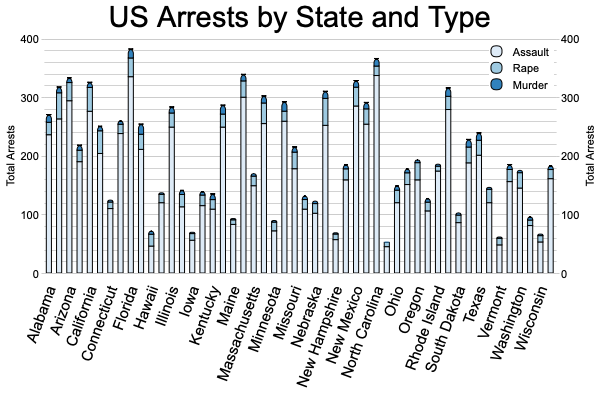 US Arrests by State and Type
400 400
Assault
Rape
Murder
300 300
200 200
100 100
0 0
Total Arrests
Total Arrests
Alabama
Arizona
California
Connecticut
Florida
Hawaii
Illinois
Iowa
Kentucky
Maine
Massachusetts
Minnesota
Missouri
Nebraska
New Hampshire
New Mexico
North Carolina
Ohio
Oregon
Rhode Island
South Dakota
Texas
Vermont
Washington
Wisconsin